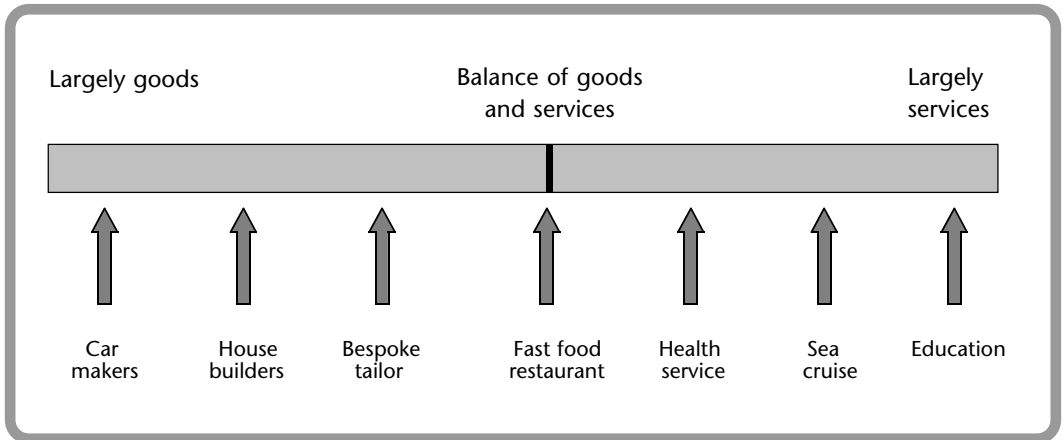 Largely goods
Balance of goods
and services
Largely
services
Car
makers
House
builders
Bespoke
tailor
Fast food
restaurant
Health
service
Sea
cruise
Education